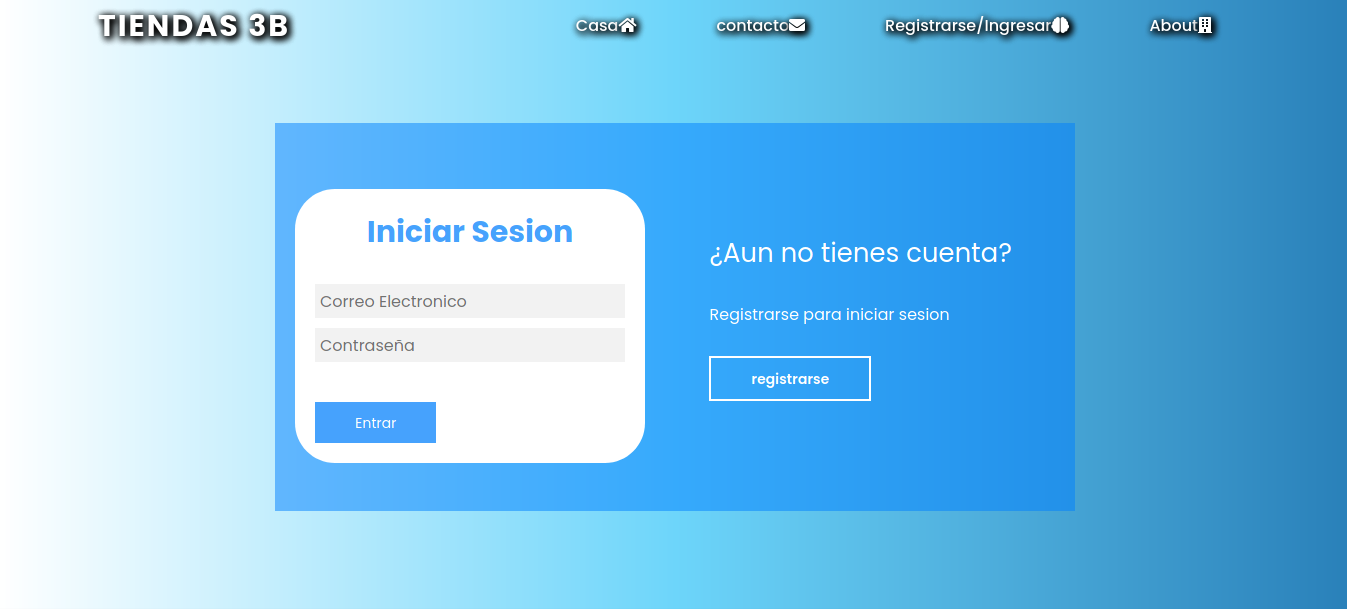 TIENDAS 3B
Casa
contacto
Registrarse/Ingresar
About
Iniciar Sesion
Correo Electronico
Contraseña
Entrar
¿Aun no tienes cuenta?
Registrarse para iniciar sesion
registrarse